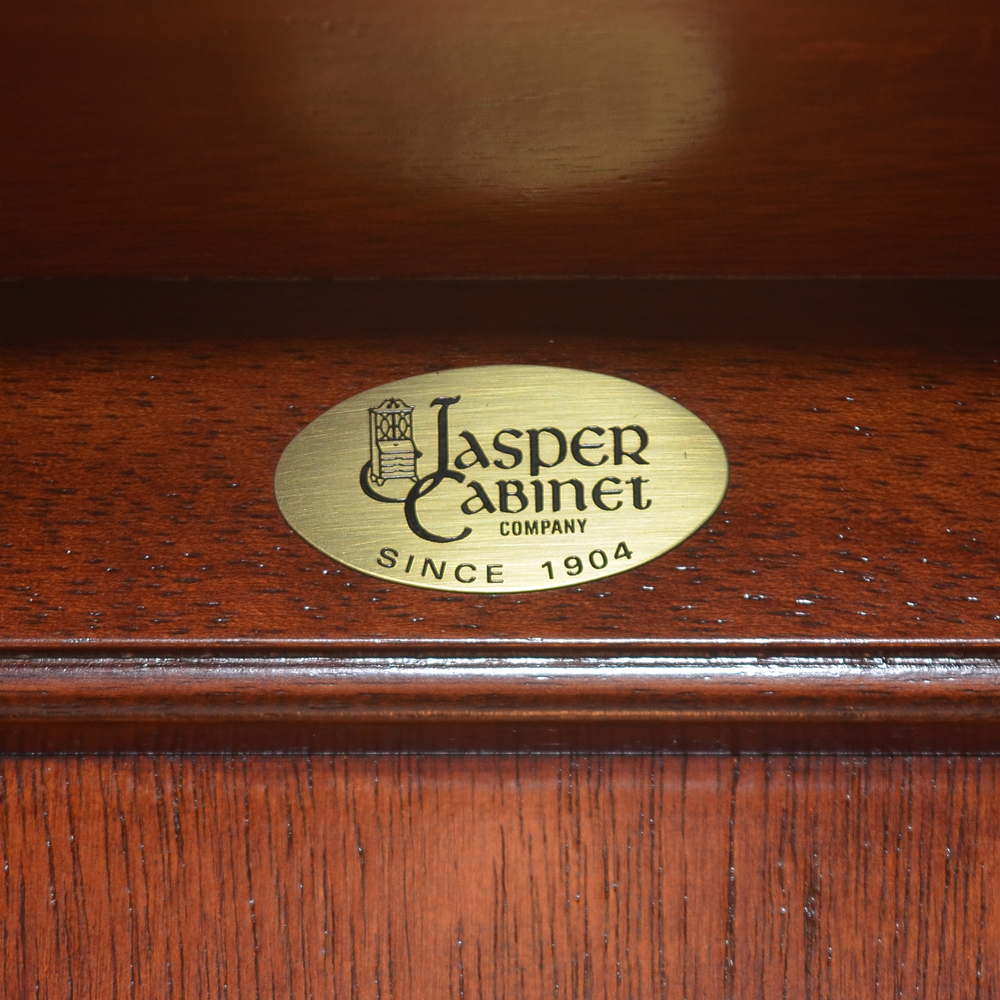 JASPER
CABINET
COMPANY
SINCE 1904